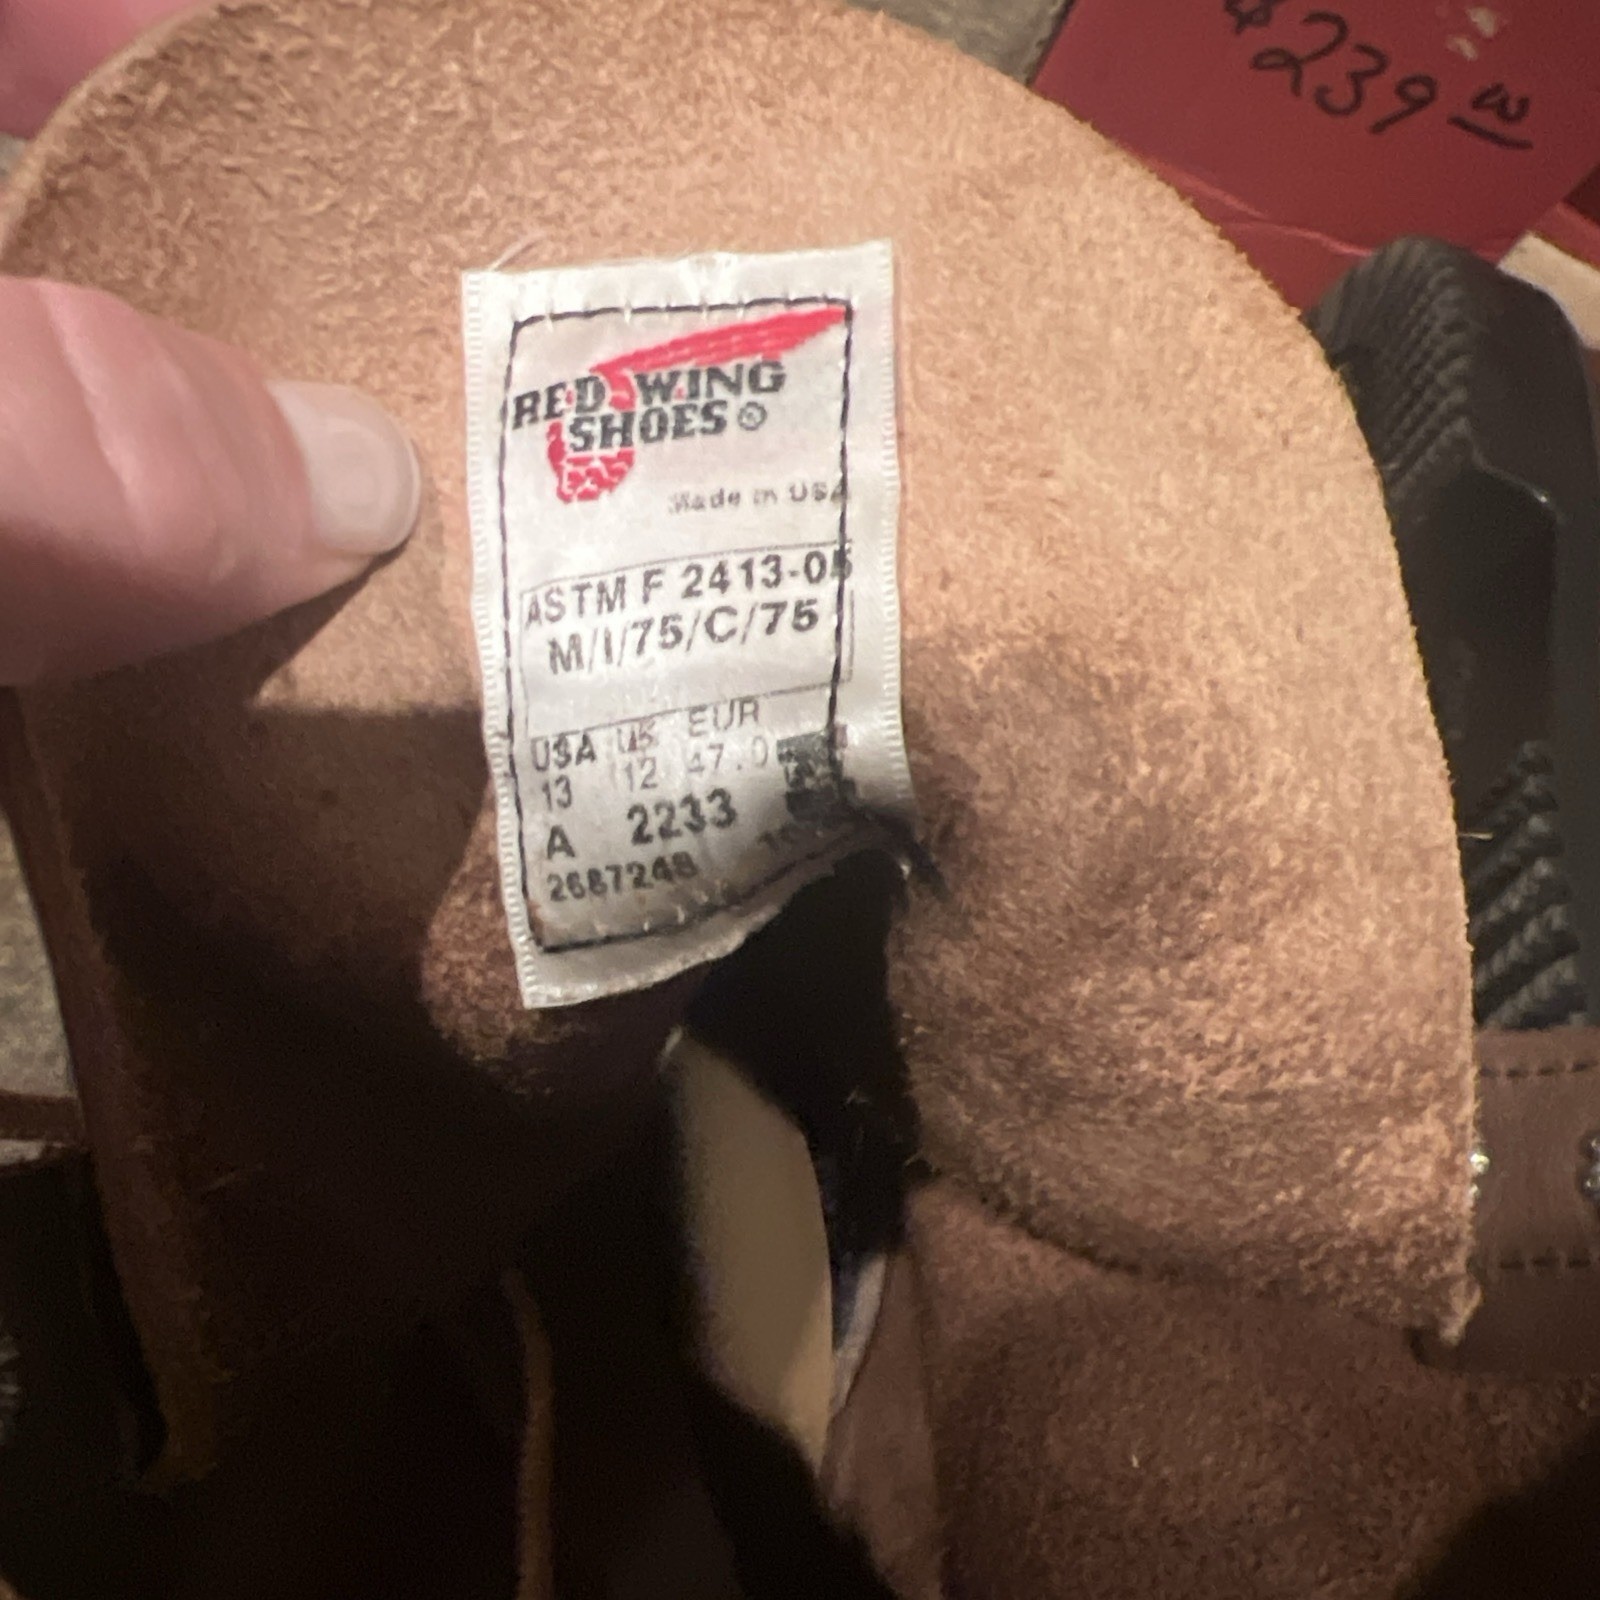 $239 00
RED WING
SHOES ®
Made in USA
ASTM F 2413-05
M/I/75/C/75
USA UK EUR
13 12 47.0
A 2233
2687248